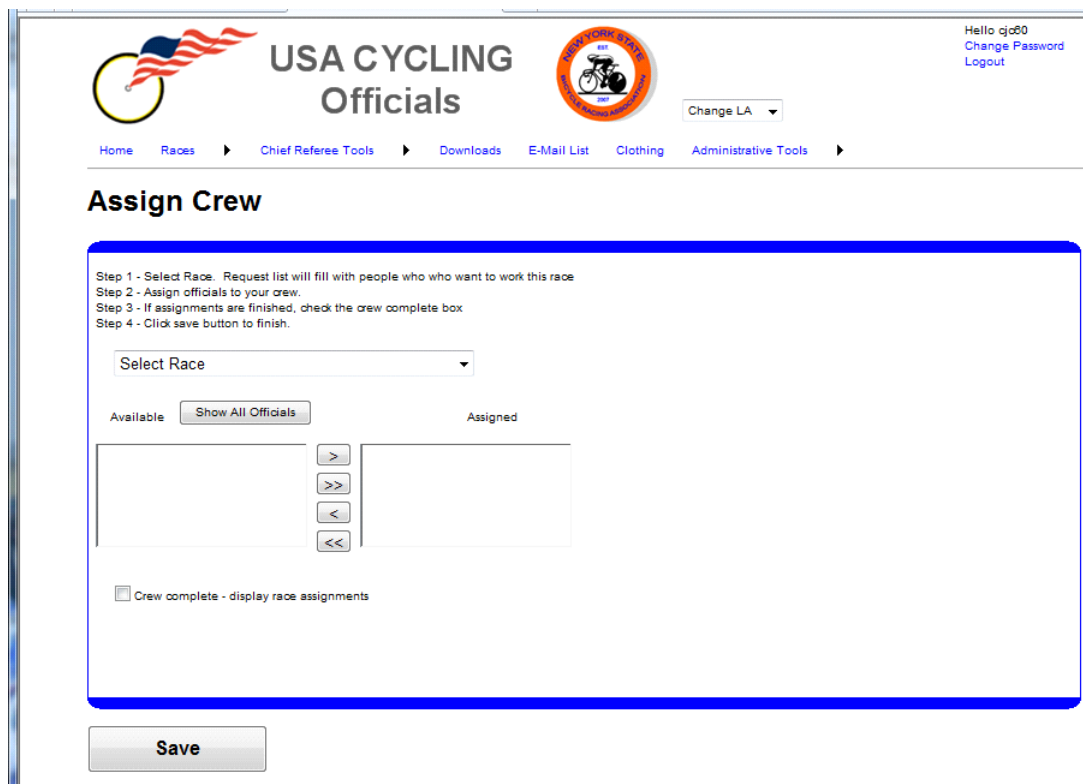 Hello cjc60
Change Password
Logout
USA CYCLING
Officials
NEW YORK STATE
EST.
2007
BICYCLE RACING ASSOCIATION
Change LA
Home Races Chief Referee Tools Downloads E-Mail List Clothing Administrative Tools
Assign Crew
Step 1 - Select Race. Request list will fill with people who who want to work this race
Step 2 - Assign officials to your crew.
Step 3 - If assignments are finished, check the crew complete box
Step 4 - Click save button to finish.
Select Race
Available Show All Officials Assigned
>
>>
<
<<
Crew complete - display race assignments
Save